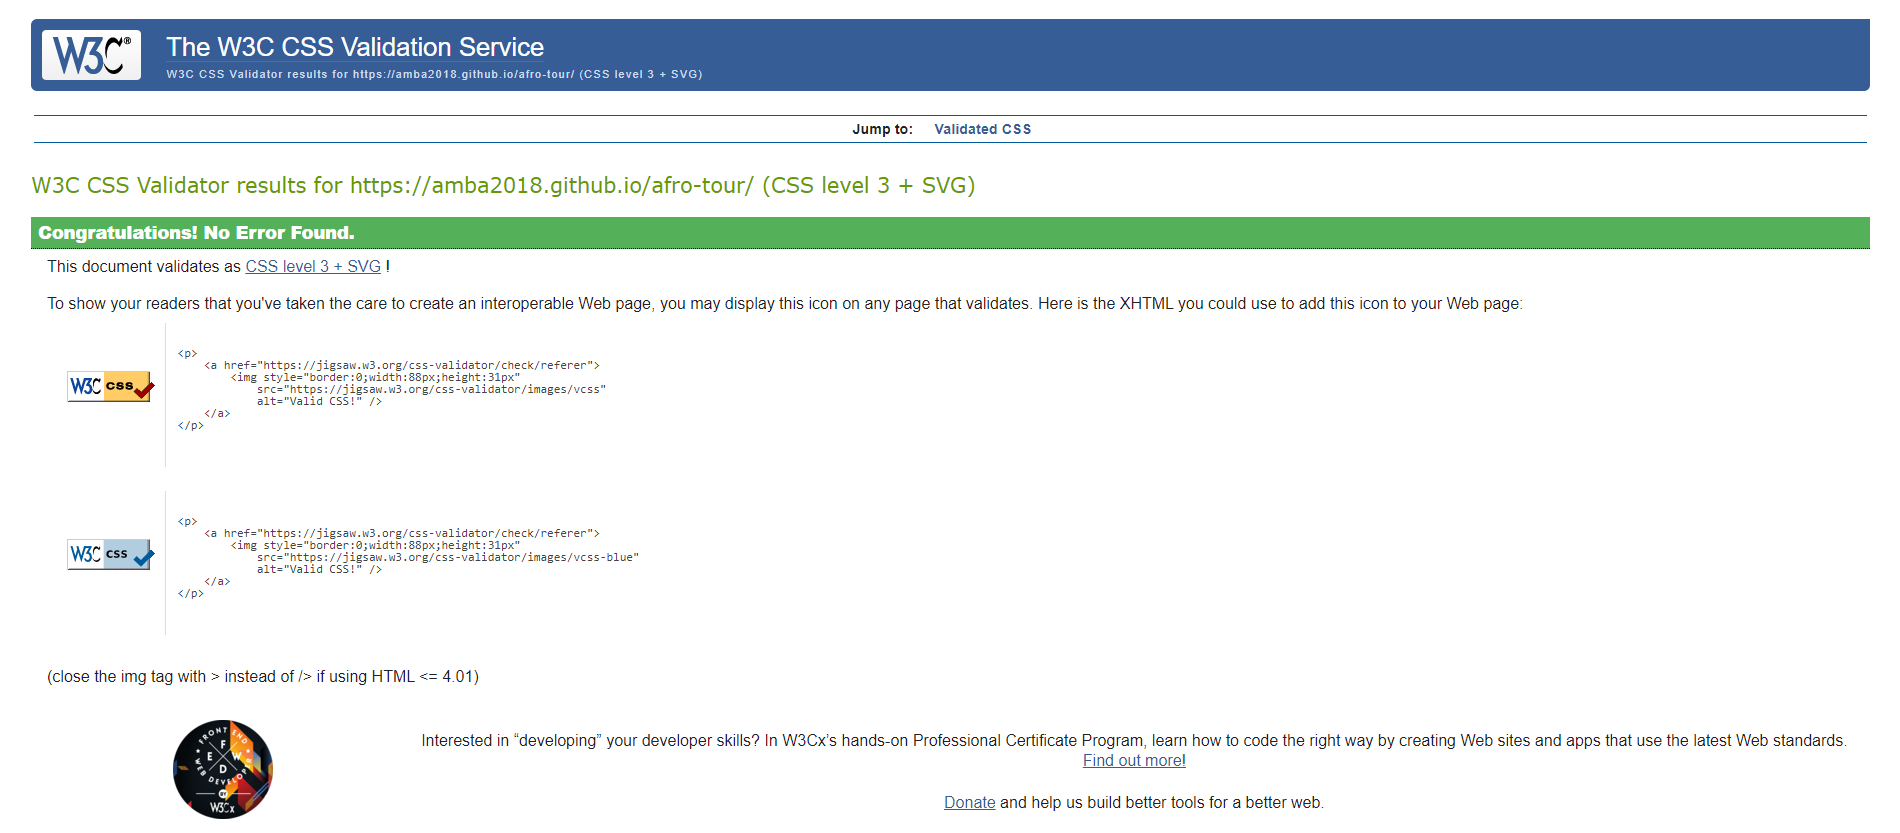 W3C®
The W3C CSS Validation Service
W3C CSS Validator results for https://amba2018.github.io/afro-tour/ (CSS level 3 + SVG)
Jump to: Validated CSS
W3C CSS Validator results for https://amba2018.github.io/afro-tour/ (CSS level 3 + SVG)
Congratulations! No Error Found.
This document validates as CSS level 3 + SVG !
To show your readers that you've taken the care to create an interoperable Web page, you may display this icon on any page that validates. Here is the XHTML you could use to add this icon to your Web page:
W3C css
<p>
<a href="https://jigsaw.w3.org/css-validator/check/referer">
<img style="border:0;width:88px;height:31px"
src="https://jigsaw.w3.org/css-validator/images/vcss"
alt="Valid CSS!" />
</a>
</p>
W3C css
<p>
<a href="https://jigsaw.w3.org/css-validator/check/referer">
<img style="border:0;width:88px;height:31px"
src="https://jigsaw.w3.org/css-validator/images/vcss-blue"
alt="Valid CSS!" />
</a>
</p>
(close the img tag with > instead of /> if using HTML <= 4.01)
FRONT END
F E W D
WEB DEVELOPER
BY
W3Cx
Interested in “developing” your developer skills? In W3Cx’s hands-on Professional Certificate Program, learn how to code the right way by creating Web sites and apps that use the latest Web standards.
Find out more!
Donate and help us build better tools for a better web.